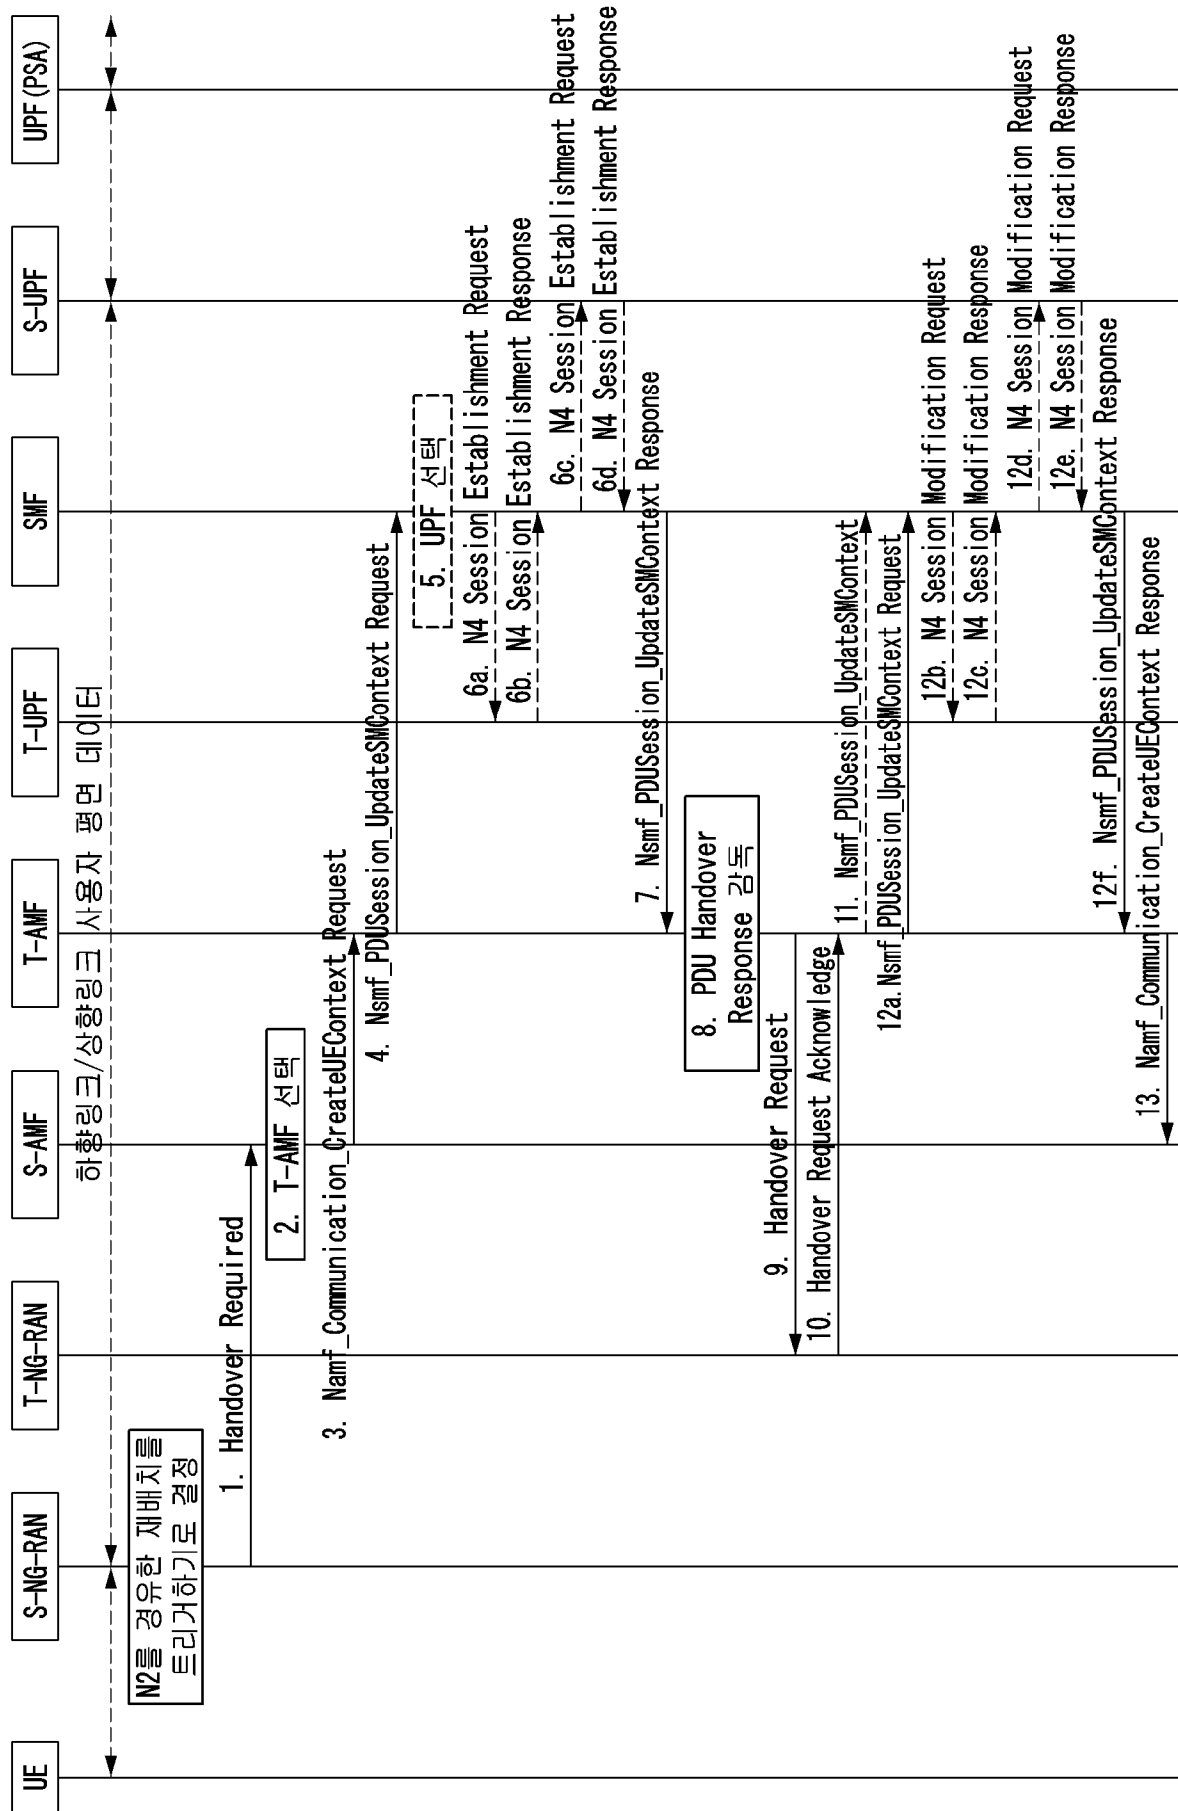 UE
S-NG-RAN
T-NG-RAN
S-AMF
T-AMF
T-UPF
SMF
S-UPF
UPF(PSA)
하향링크/상향링크 사용자 평면 데이터
N2를 경유한 재배치를
트리거하기로 결정
1. Handover Required
2. T-AMF 선택
3. Namf_Communication_CreateUEContext Request
4. Nsmf_PDUSession_UpdateSMContext Request
5. UPF 선택
6a. N4 Session Establishment Request
6b. N4 Session Establishment Response
6c. N4 Session Establishment Request
6d. N4 Session Establishment Response
7. Nsmf_PDUSession_UpdateSMContext Response
8. PDU Handover
Response 감독
9. Handover Request
10. Handover Request Acknowledge
11. Nsmf_PDUSession_UpdateSMContext
12a.Nsmf_PDUSession_UpdateSMContext Request
12b. N4 Session Modification Request
12c. N4 Session Modification Response
12d. N4 Session Modification Request
12e. N4 Session Modification Response
12f. Nsmf_PDUSession_UpdateSMContext Response
13. Namf_Communication_CreateUEContext Response